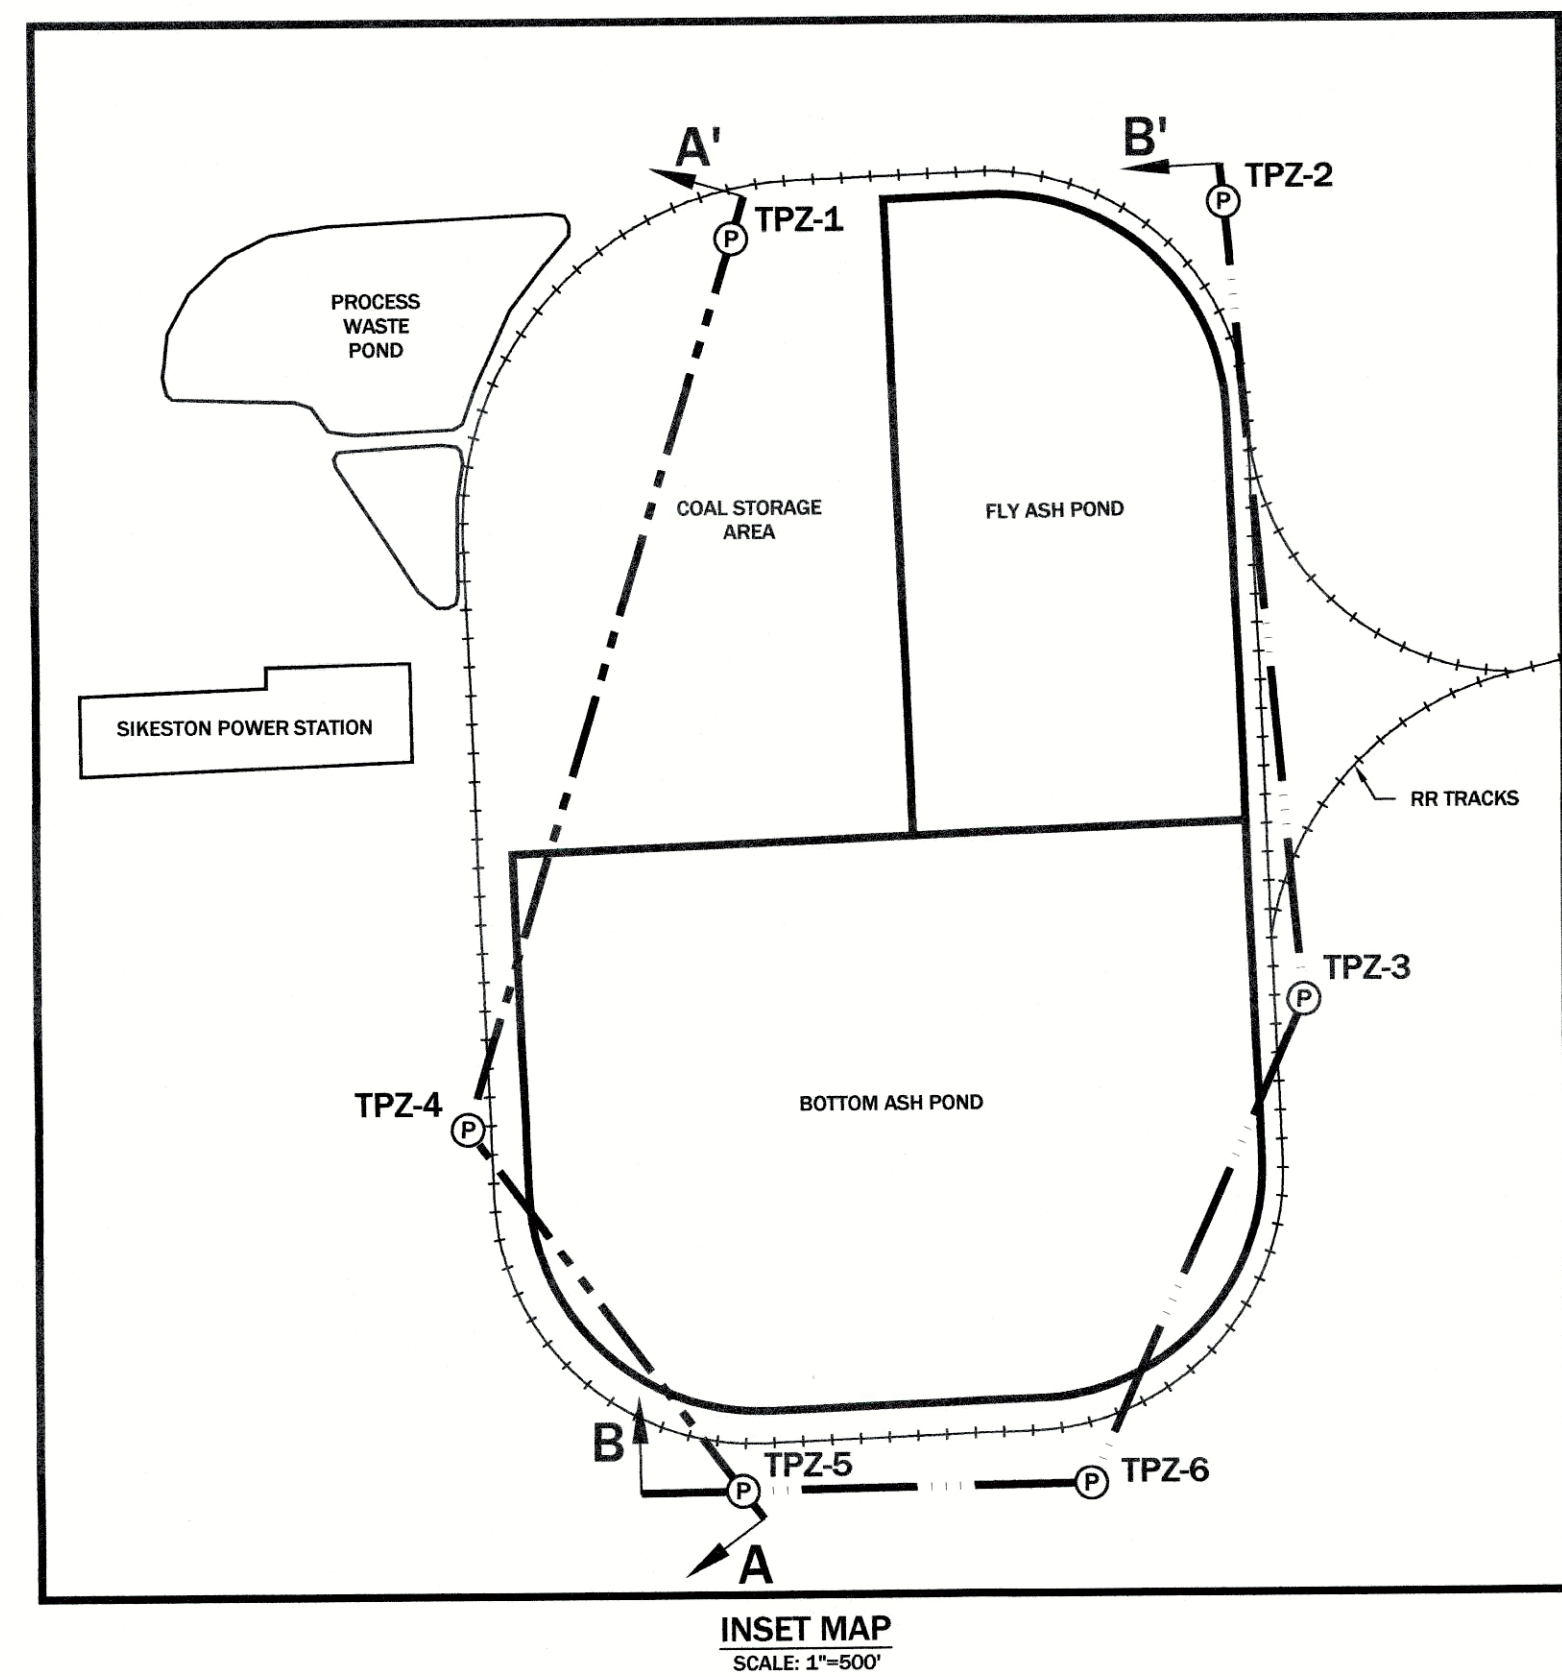 A'
B'
TPZ-2
P
TPZ-1
P
PROCESS
WASTE
POND
COAL STORAGE
AREA
FLY ASH POND
SIKESTON POWER STATION
RR TRACKS
TPZ-3
P
TPZ-4
P
BOTTOM ASH POND
B
TPZ-5
P
TPZ-6
P
A
INSET MAP
SCALE: 1"=500'